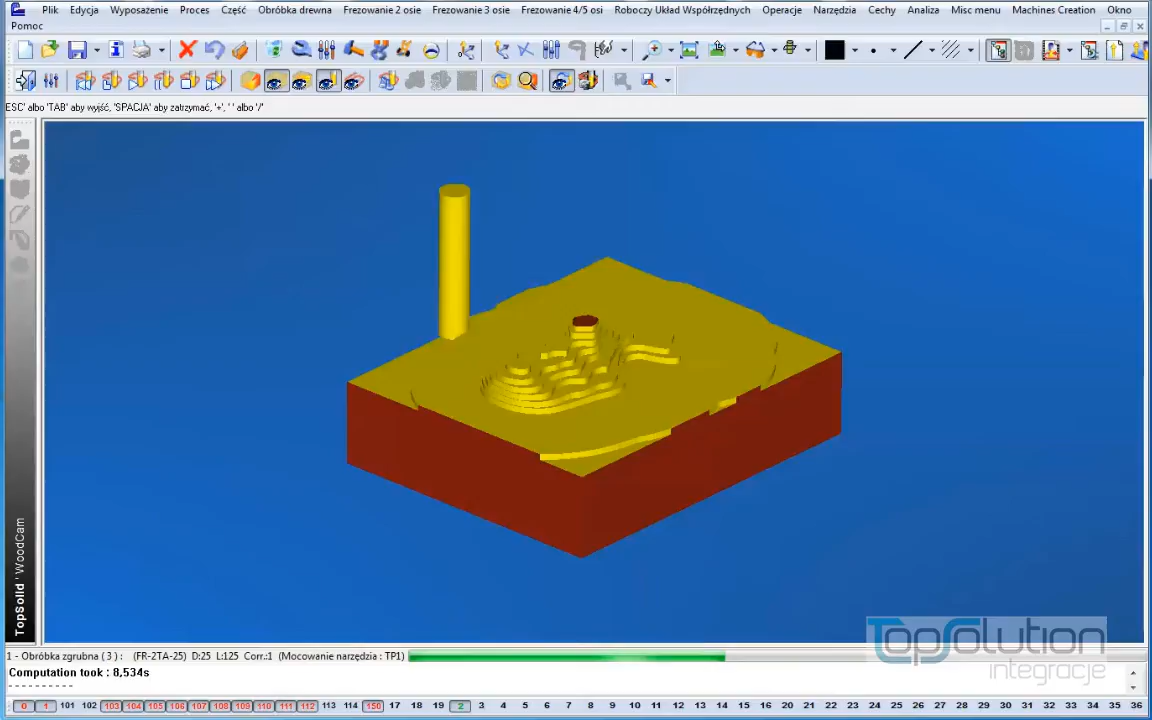 Plik Edycja Wyposażenie Proces Część Obróbka drewna Frezowanie 2 osie Frezowanie 3 osie Frezowanie 4/5 osi Roboczy Układ Współrzędnych Operacje Narzędzia Cechy Analiza Misc menu Machines Creation Okno
Pomoc
ESC' albo 'TAB' aby wyjść, 'SPACJA' aby zatrzymać, '+', ' ' albo '/'
TopSolid 'WoodCam
TopSolution
integracje
1 - Obróbka zgrubna ( 3 ) : (FR-2TA-25) D:25 L:125 Corr.:1 (Mocowanie narzędzia : TP1)
Computation took : 8,534s
- - - - - - - - - -
0 1 101 102 103 104 105 106 107 108 109 110 111 112 113 114 150 17 18 19 2 3 4 5 6 7 8 9 10 11 12 13 14 15 16 20 21 22 23 24 25 26 27 28 29 30 31 32 33 34 35 36